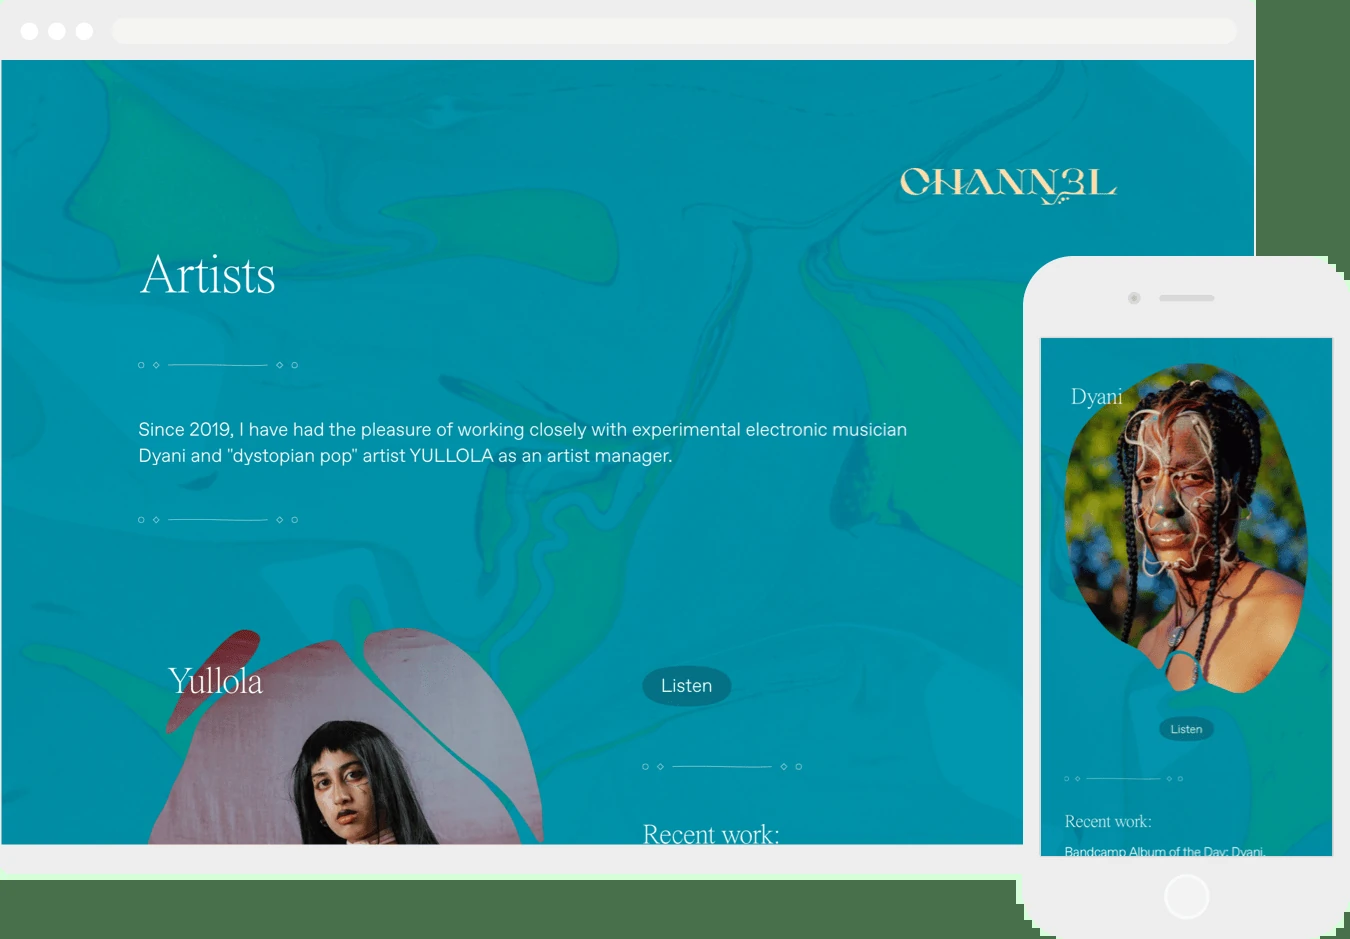 CHANN3L
Artists
Since 2019, I have had the pleasure of working closely with experimental electronic musician
Dyani and "dystopian pop" artist YULLOLA as an artist manager.
Yullola
Listen
Recent work:
Dyani
Listen
Recent work:
Bandcamp Album of the Day: Dyani,